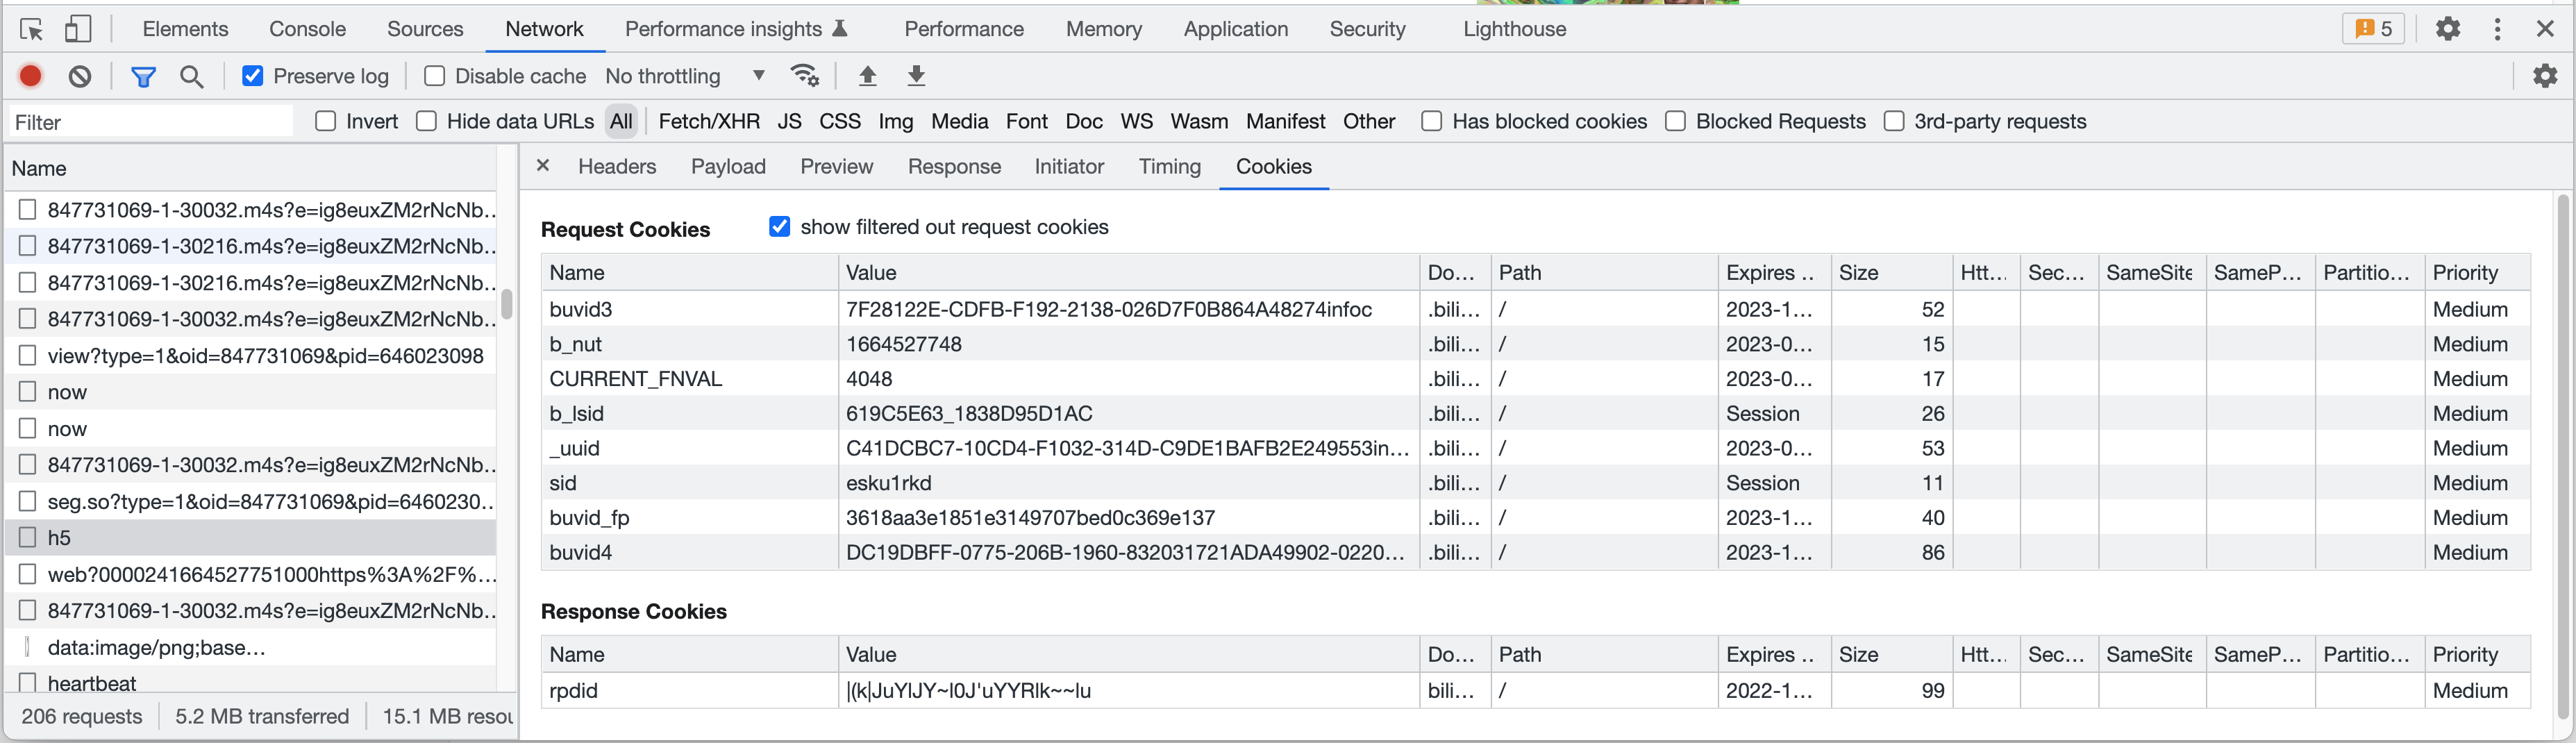 Elements Console Sources Network Performance insights Performance Memory Application Security Lighthouse 5
Preserve log Disable cache No throttling
Filter Invert Hide data URLs All Fetch/XHR JS CSS Img Media Font Doc WS Wasm Manifest Other Has blocked cookies Blocked Requests 3rd-party requests
Name
847731069-1-30032.m4s?e=ig8euxZM2rNcNb..
847731069-1-30216.m4s?e=ig8euxZM2rNcNb..
847731069-1-30216.m4s?e=ig8euxZM2rNcNb..
847731069-1-30032.m4s?e=ig8euxZM2rNcNb..
view?type=1&oid=847731069&pid=646023098
now
now
847731069-1-30032.m4s?e=ig8euxZM2rNcNb..
seg.so?type=1&oid=847731069&pid=6460230..
h5
web?0000241664527751000https%3A%2F%...
847731069-1-30032.m4s?e=ig8euxZM2rNcNb..
data:image/png;base...
heartbeat
206 requests 5.2 MB transferred 15.1 MB resou
Headers Payload Preview Response Initiator Timing Cookies
Request Cookies show filtered out request cookies
Name Value Do... Path Expires .. Size Htt... Sec... SameSite SameP... Partitio... Priority
buvid3 7F28122E-CDFB-F192-2138-026D7F0B864A48274infoc .bili... / 2023-1... 52 Medium
b_nut 1664527748 .bili... / 2023-0... 15 Medium
CURRENT_FNVAL 4048 .bili... / 2023-0... 17 Medium
b_lsid 619C5E63_1838D95D1AC .bili... / Session 26 Medium
_uuid C41DCBC7-10CD4-F1032-314D-C9DE1BAFB2E249553in... .bili... / 2023-0... 53 Medium
sid esku1rkd .bili... / Session 11 Medium
buvid_fp 3618aa3e1851e3149707bed0c369e137 .bili... / 2023-1... 40 Medium
buvid4 DC19DBFF-0775-206B-1960-832031721ADA49902-0220... .bili... / 2023-1... 86 Medium
Response Cookies
Name Value Do... Path Expires .. Size Htt... Sec... SameSite SameP... Partitio... Priority
rpdid |(k|JuYlJY~l0J'uYYRlk~~lu bili... / 2022-1... 99 Medium